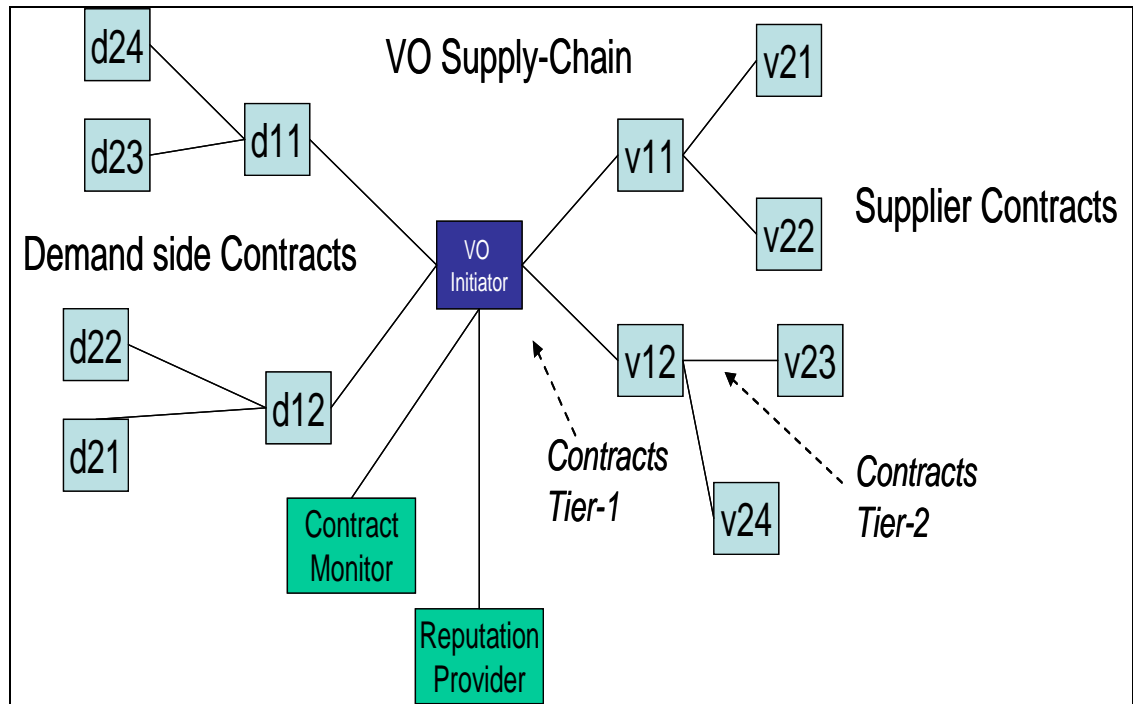 d24
VO Supply-Chain
v21
d11
d23
v11
v22
Supplier Contracts
VO
Initiator
Demand side Contracts
d22
v12
v23
d12
d21
Contracts
Tier-1
Contracts
Tier-2
v24
Contract
Monitor
Reputation
Provider